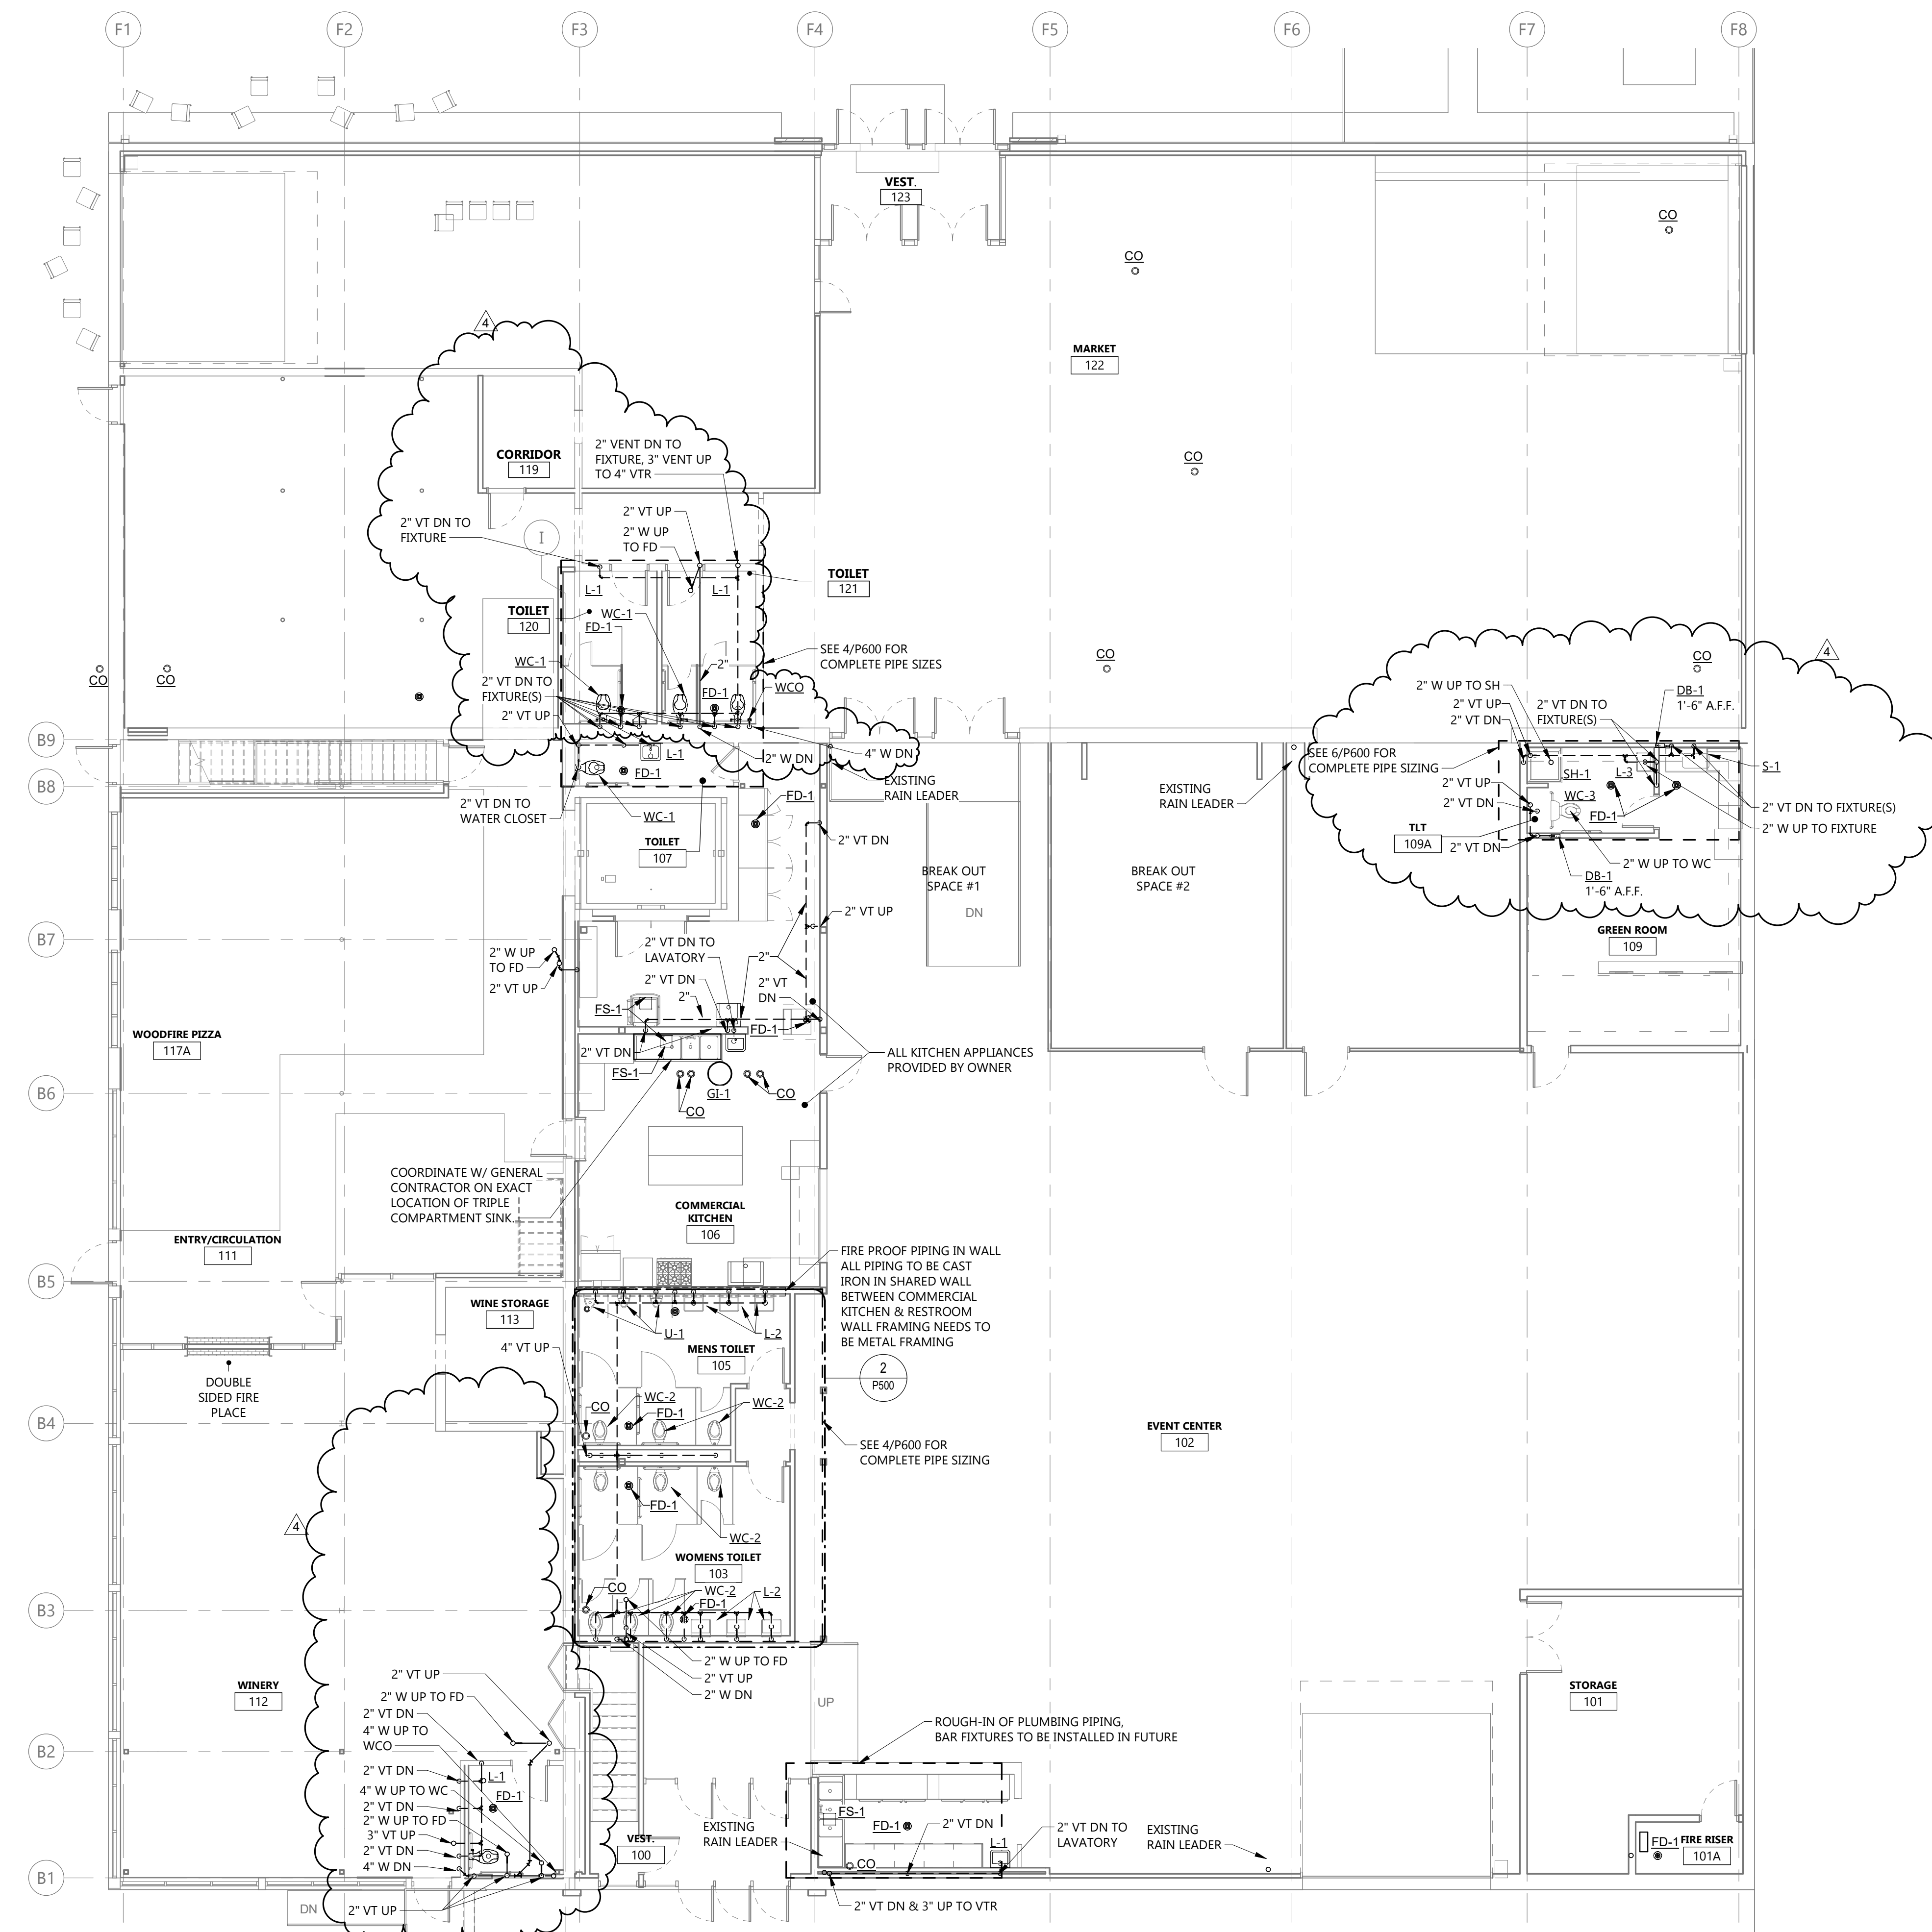 F1
F2
F3
F4
F5
F6
F7
F8
VEST.
123
CO
CO
4
MARKET
122
2" VENT DN TO
FIXTURE, 3" VENT UP
TO 4" VTR
CORRIDOR
119
CO
2" VT DN TO
FIXTURE
I
2" VT UP
2" W UP
TO FD
TOILET
121
L-1
L-1
TOILET
120
WC-1
FD-1
SEE 4/P600 FOR
COMPLETE PIPE SIZES
WC-1
2"
2" VT DN TO
FIXTURE(S)
FD-1
WCO
2" VT UP
CO
CO
CO
CO
4
2" W UP TO SH
2" VT UP
2" VT DN
2" VT DN TO
FIXTURE(S)
DB-1
1'-6" A.F.F.
B9
L-1
2" W DN
4" W DN
SEE 6/P600 FOR
COMPLETE PIPE SIZING
S-1
SH-1
L-3
B8
FD-1
EXISTING
RAIN LEADER
EXISTING
RAIN LEADER
2" VT UP
2" VT DN
WC-3
FD-1
2" VT DN TO FIXTURE(S)
2" W UP TO FIXTURE
2" VT DN TO
WATER CLOSET
WC-1
FD-1
TOILET
107
2" VT DN
TLT
109A
2" VT DN
2" W UP TO WC
DB-1
1'-6" A.F.F.
BREAK OUT
SPACE #1
DN
BREAK OUT
SPACE #2
2" VT UP
GREEN ROOM
109
B7
2" W UP
TO FD
2" VT UP
2" VT DN TO
LAVATORY
2"
2" VT DN
2"
2" VT
DN
FS-1
FD-1
WOODFIRE PIZZA
117A
2" VT DN
FS-1
GI-1
CO
CO
ALL KITCHEN APPLIANCES
PROVIDED BY OWNER
B6
COORDINATE W/ GENERAL
CONTRACTOR ON EXACT
LOCATION OF TRIPLE
COMPARTMENT SINK.
COMMERCIAL
KITCHEN
106
ENTRY/CIRCULATION
111
B5
FIRE PROOF PIPING IN WALL
ALL PIPING TO BE CAST
IRON IN SHARED WALL
BETWEEN COMMERCIAL
KITCHEN & RESTROOM
WALL FRAMING NEEDS TO
BE METAL FRAMING
WINE STORAGE
113
U-1
L-2
4" VT UP
MENS TOILET
105
2
P500
DOUBLE
SIDED FIRE
PLACE
WC-2
CO
FD-1
WC-2
B4
EVENT CENTER
102
SEE 4/P600 FOR
COMPLETE PIPE SIZING
FD-1
4
WC-2
WOMENS TOILET
103
CO
WC-2
L-2
FD-1
B3
2" W UP TO FD
2" VT UP
2" W DN
WINERY
112
2" VT UP
2" W UP TO FD
2" VT DN
4" W UP TO
WCO
UP
STORAGE
101
ROUGH-IN OF PLUMBING PIPING,
BAR FIXTURES TO BE INSTALLED IN FUTURE
B2
2" VT DN
L-1
4" W UP TO WC
FD-1
2" VT DN
2" W UP TO FD
3" VT UP
2" VT DN
4" W DN
FS-1
FD-1
2" VT DN
2" VT DN TO
LAVATORY
L-1
EXISTING
RAIN LEADER
EXISTING
RAIN LEADER
VEST.
100
CO
FD-1
FIRE RISER
101A
B1
DN
2" VT UP
2" VT DN & 3" UP TO VTR